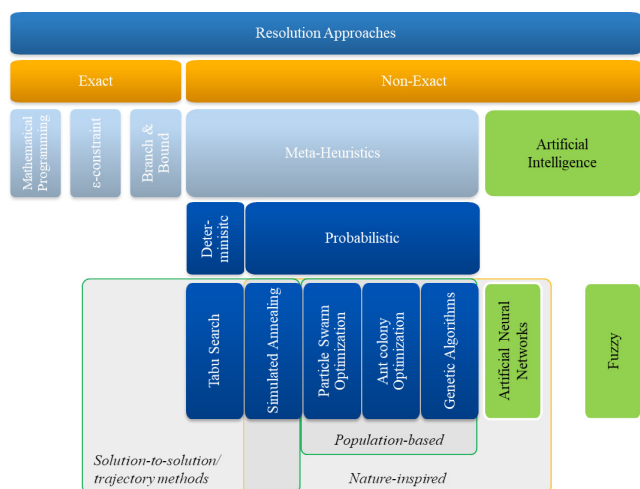 Resolution Approaches
Exact
Non-Exact
Mathematical
Programming
ε-constraint
Branch &
Bound
Meta-Heuristics
Artificial
Intelligence
Deter-
minisitc
Probabilistic
Tabu Search
Simulated Annealing
Particle Swarm
Optimization
Ant colony
Optimization
Genetic Algorithms
Artificial Neural
Networks
Fuzzy
Population-based
Solution-to-solution/
trajectory methods
Nature-inspired